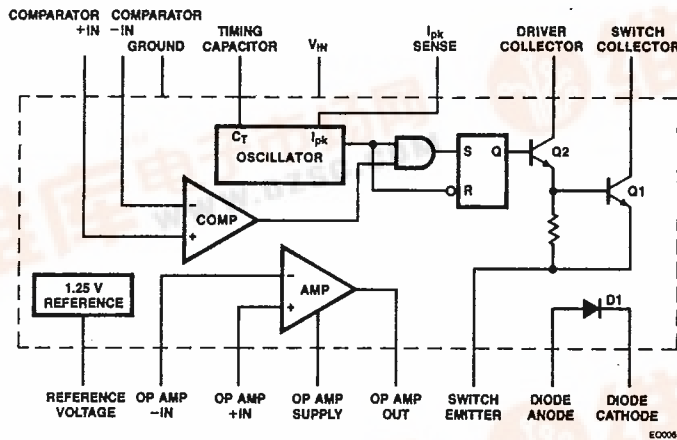 COMPARATOR
+IN
COMPARATOR
-IN
GROUND
TIMING
CAPACITOR
VIN
Ipk
SENSE
DRIVER
COLLECTOR
SWITCH
COLLECTOR
CT
Ipk
OSCILLATOR
S
Q
R
Q2
Q1
-
COMP
+
1.25 V
REFERENCE
-
AMP
+
D1
REFERENCE
VOLTAGE
OP AMP
-IN
OP AMP
+IN
OP AMP
SUPPLY
OP AMP
OUT
SWITCH
EMITTER
DIODE
ANODE
DIODE
CATHODE